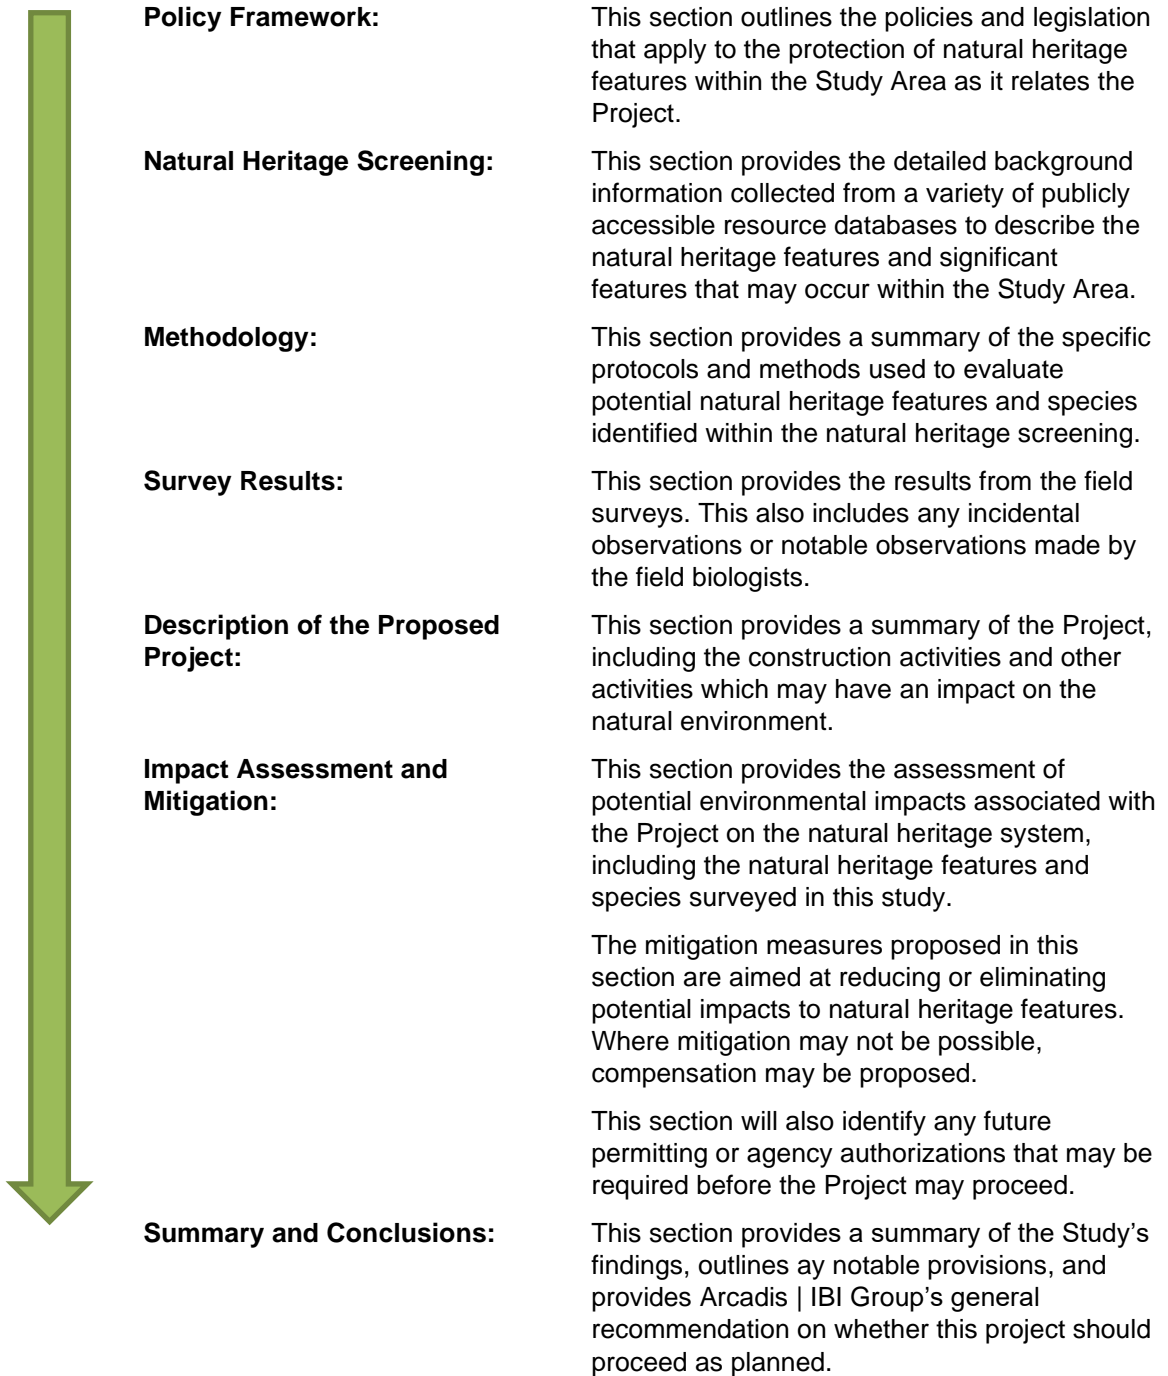 Policy Framework:
This section outlines the policies and legislation
that apply to the protection of natural heritage
features within the Study Area as it relates the
Project.
Natural Heritage Screening:
This section provides the detailed background
information collected from a variety of publicly
accessible resource databases to describe the
natural heritage features and significant
features that may occur within the Study Area.
Methodology:
This section provides a summary of the specific
protocols and methods used to evaluate
potential natural heritage features and species
identified within the natural heritage screening.
Survey Results:
This section provides the results from the field
surveys. This also includes any incidental
observations or notable observations made by
the field biologists.
Description of the Proposed
Project:
This section provides a summary of the Project,
including the construction activities and other
activities which may have an impact on the
natural environment.
Impact Assessment and
Mitigation:
This section provides the assessment of
potential environmental impacts associated with
the Project on the natural heritage system,
including the natural heritage features and
species surveyed in this study.
The mitigation measures proposed in this
section are aimed at reducing or eliminating
potential impacts to natural heritage features.
Where mitigation may not be possible,
compensation may be proposed.
This section will also identify any future
permitting or agency authorizations that may be
required before the Project may proceed.
Summary and Conclusions:
This section provides a summary of the Study's
findings, outlines ay notable provisions, and
provides Arcadis | IBI Group's general
recommendation on whether this project should
proceed as planned.